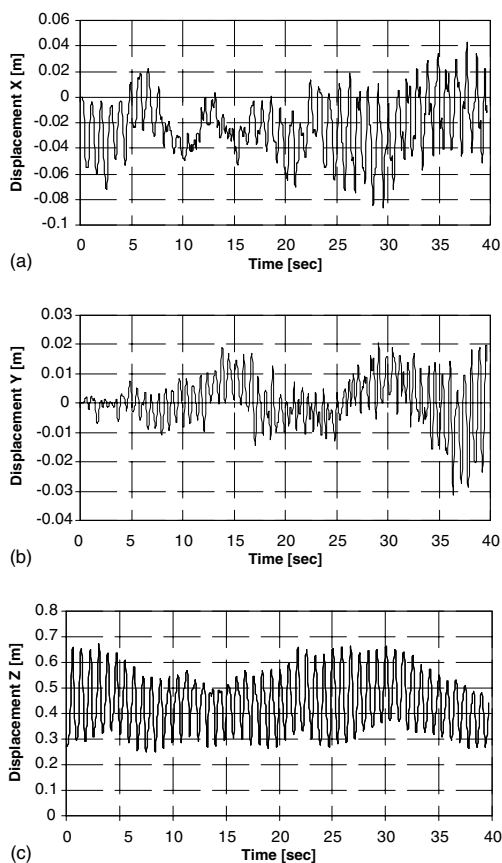 0.06
0.04
0.02
0
-0.02
-0.04
-0.06
-0.08
-0.1
Displacement X [m]
0 5 10 15 20 25 30 35 40
Time [sec]
(a)
0.03
0.02
0.01
0
-0.01
-0.02
-0.03
-0.04
Displacement Y [m]
0 5 10 15 20 25 30 35 40
Time [sec]
(b)
0.8
0.7
0.6
0.5
0.4
0.3
0.2
0.1
0
Displacement Z [m]
0 5 10 15 20 25 30 35 40
Time [sec]
(c)